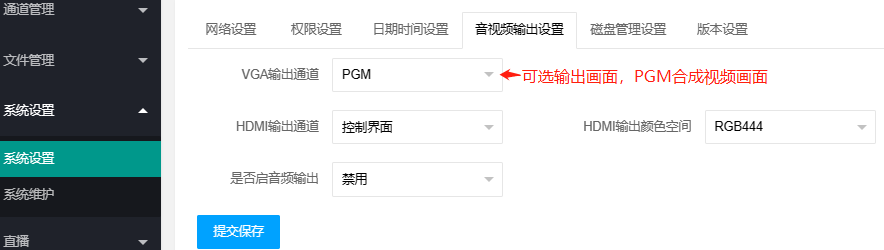 通道管理
文件管理
系统设置
系统设置
系统维护
直播
网络设置 权限设置 日期时间设置 音视频输出设置 磁盘管理设置 版本设置
VGA输出通道 PGM 可选输出画面，PGM合成视频画面
HDMI输出通道 控制界面 HDMI输出颜色空间 RGB444
是否启音频输出 禁用
提交保存